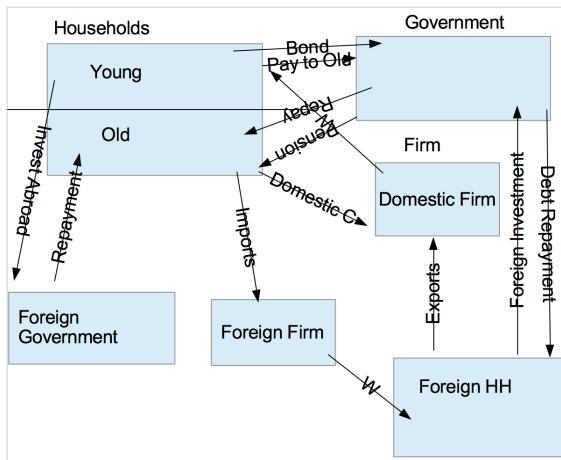 Households
Government
Bond
Young
Pay to Old
Repay
W
Old
Pension
Firm
Invest Abroad
Repayment
Domestic C
Domestic Firm
Imports
Exports
Foreign Investment
Debt Repayment
Foreign
Government
Foreign Firm
W
Foreign HH